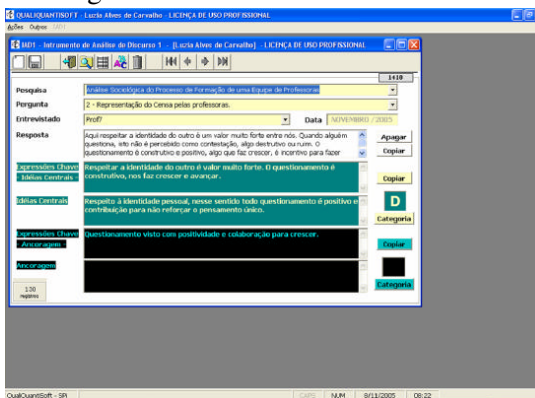 QUALIQUANTISOFT - Luzia Alves de Carvalho - LICENÇA DE USO PROFISSIONAL
Ações Outros IAD1
IAD1 - Intrumento de Análise de Discurso 1 - [Luzia Alves de Carvalho] - LICENÇA DE USO PROFISSIONAL
1410
Pesquisa Análise Sociológica do Processo de Formação de uma Equipe de Professoras
Pergunta 2 - Representação do Censa pelas professoras.
Entrevistado Prof7 Data NOVEMBRO / 2005
Resposta Aqui respeitar a identidade do outro é um valor muito forte entre nós. Quando alguém Apagar
questiona, isto não é percebido como contestação, algo destrutivo ou ruim. O
questionamento é construtivo e positivo, algo que faz crescer, é incentivo para fazer Copiar
Expressões Chave Respeitar a identidade do outro é valor muito forte. O questionamento é
- Idéias Centrais - construtivo, nos faz crescer e avançar. Copiar
Idéias Centrais Respeito à identidade pessoal, nesse sentido todo questionamento é positivo e D
contribuição para não reforçar o pensamento único. Categoria
Expressões Chave Questionamento visto com positividade e colaboração para crescer.
- Ancoragem - Copiar
Ancoragem
Categoria
130
registros
QualiQuantiSoft - SPI CAPS NUM 8/11/2005 08:22